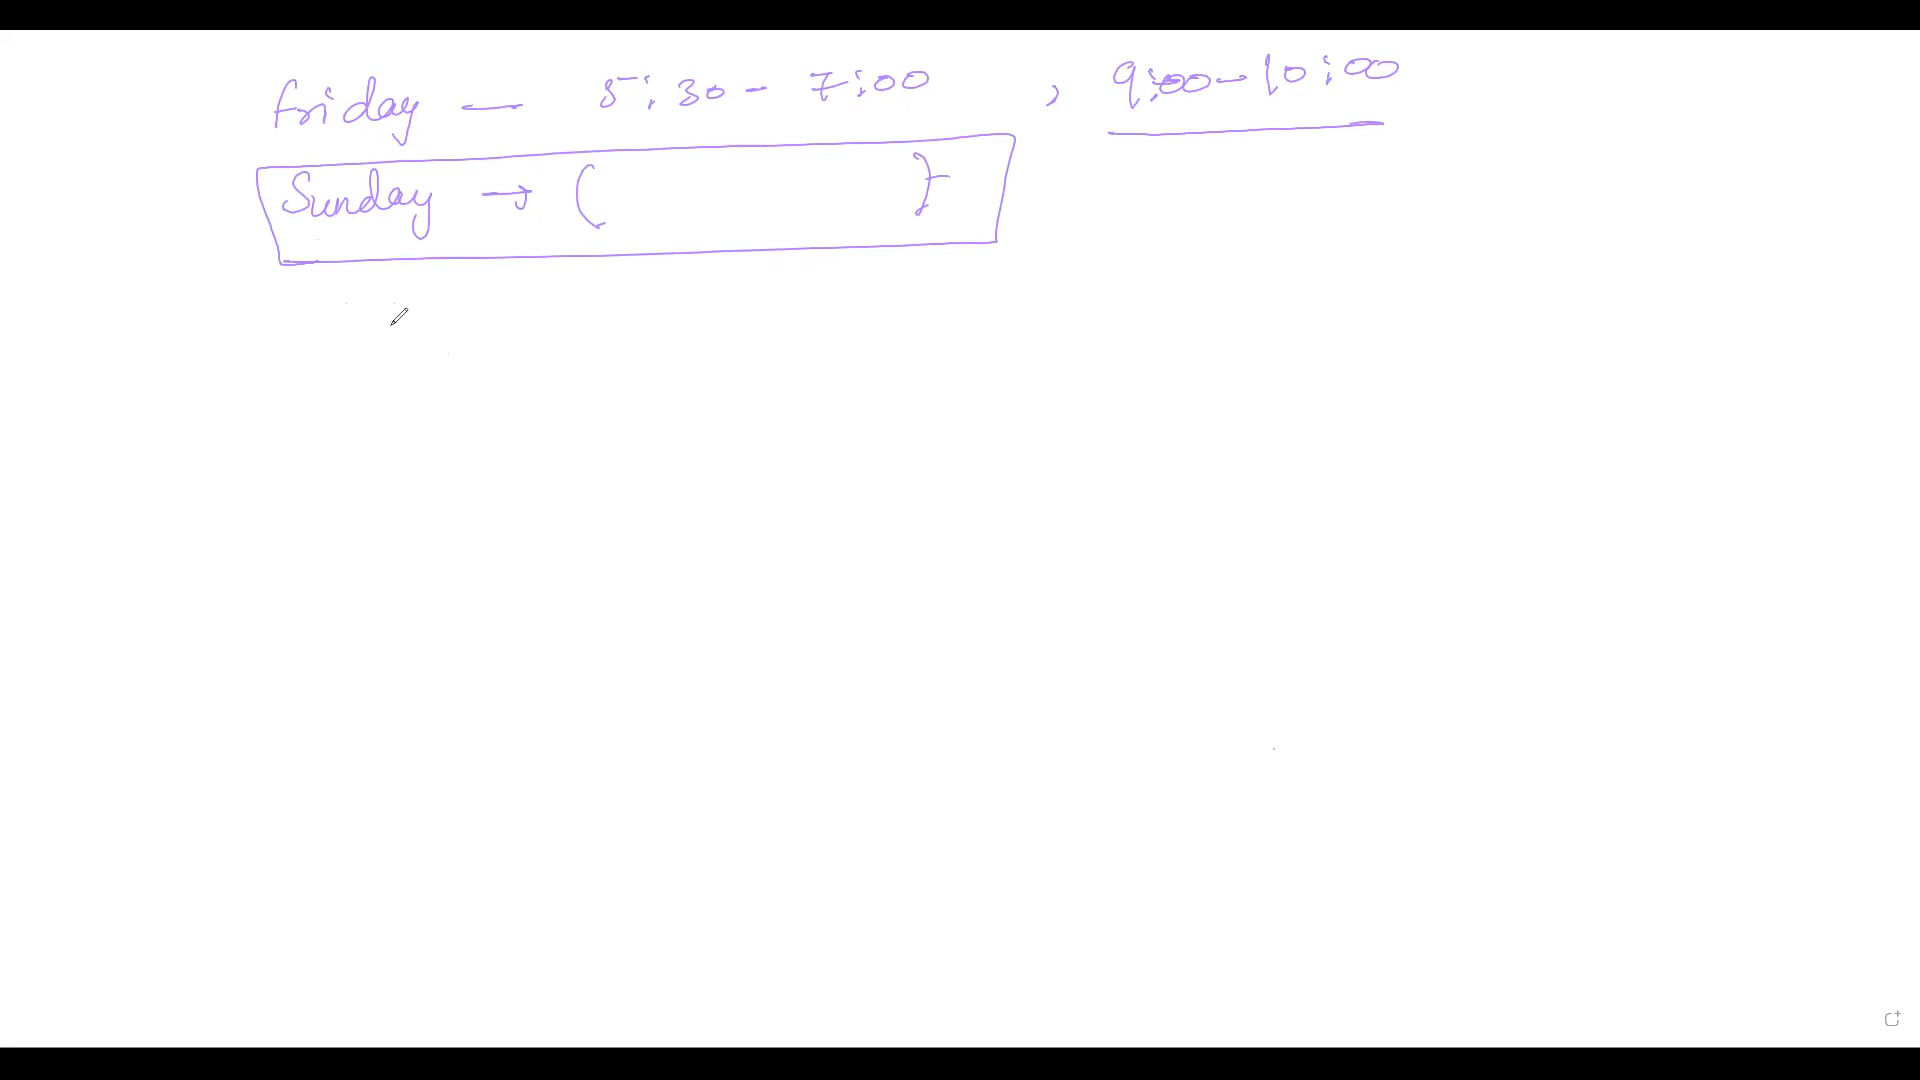 friday — 5:30 - 7:00 , 9:00 - 10:00
Sunday → ( }